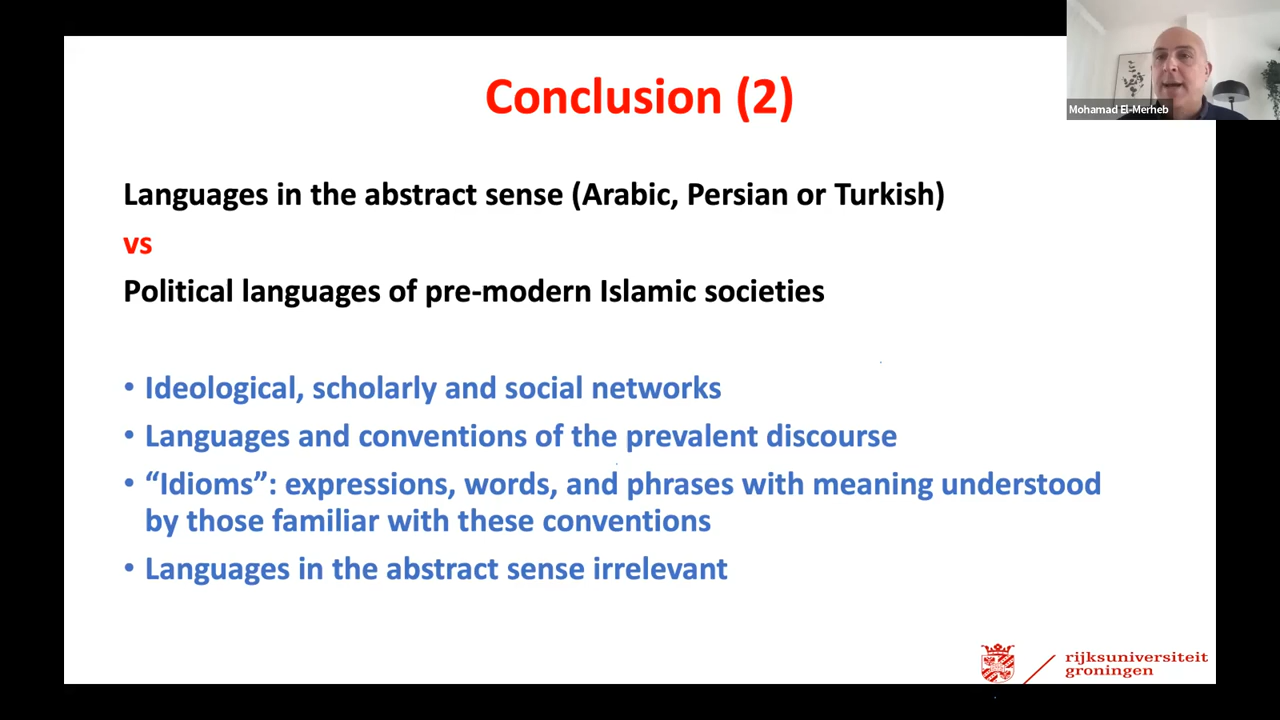 Conclusion (2)
Mohamad El-Merheb
Languages in the abstract sense (Arabic, Persian or Turkish)
vs
Political languages of pre-modern Islamic societies
• Ideological, scholarly and social networks
• Languages and conventions of the prevalent discourse
• “Idioms”: expressions, words, and phrases with meaning understood
by those familiar with these conventions
• Languages in the abstract sense irrelevant
rijksuniversiteit
groningen